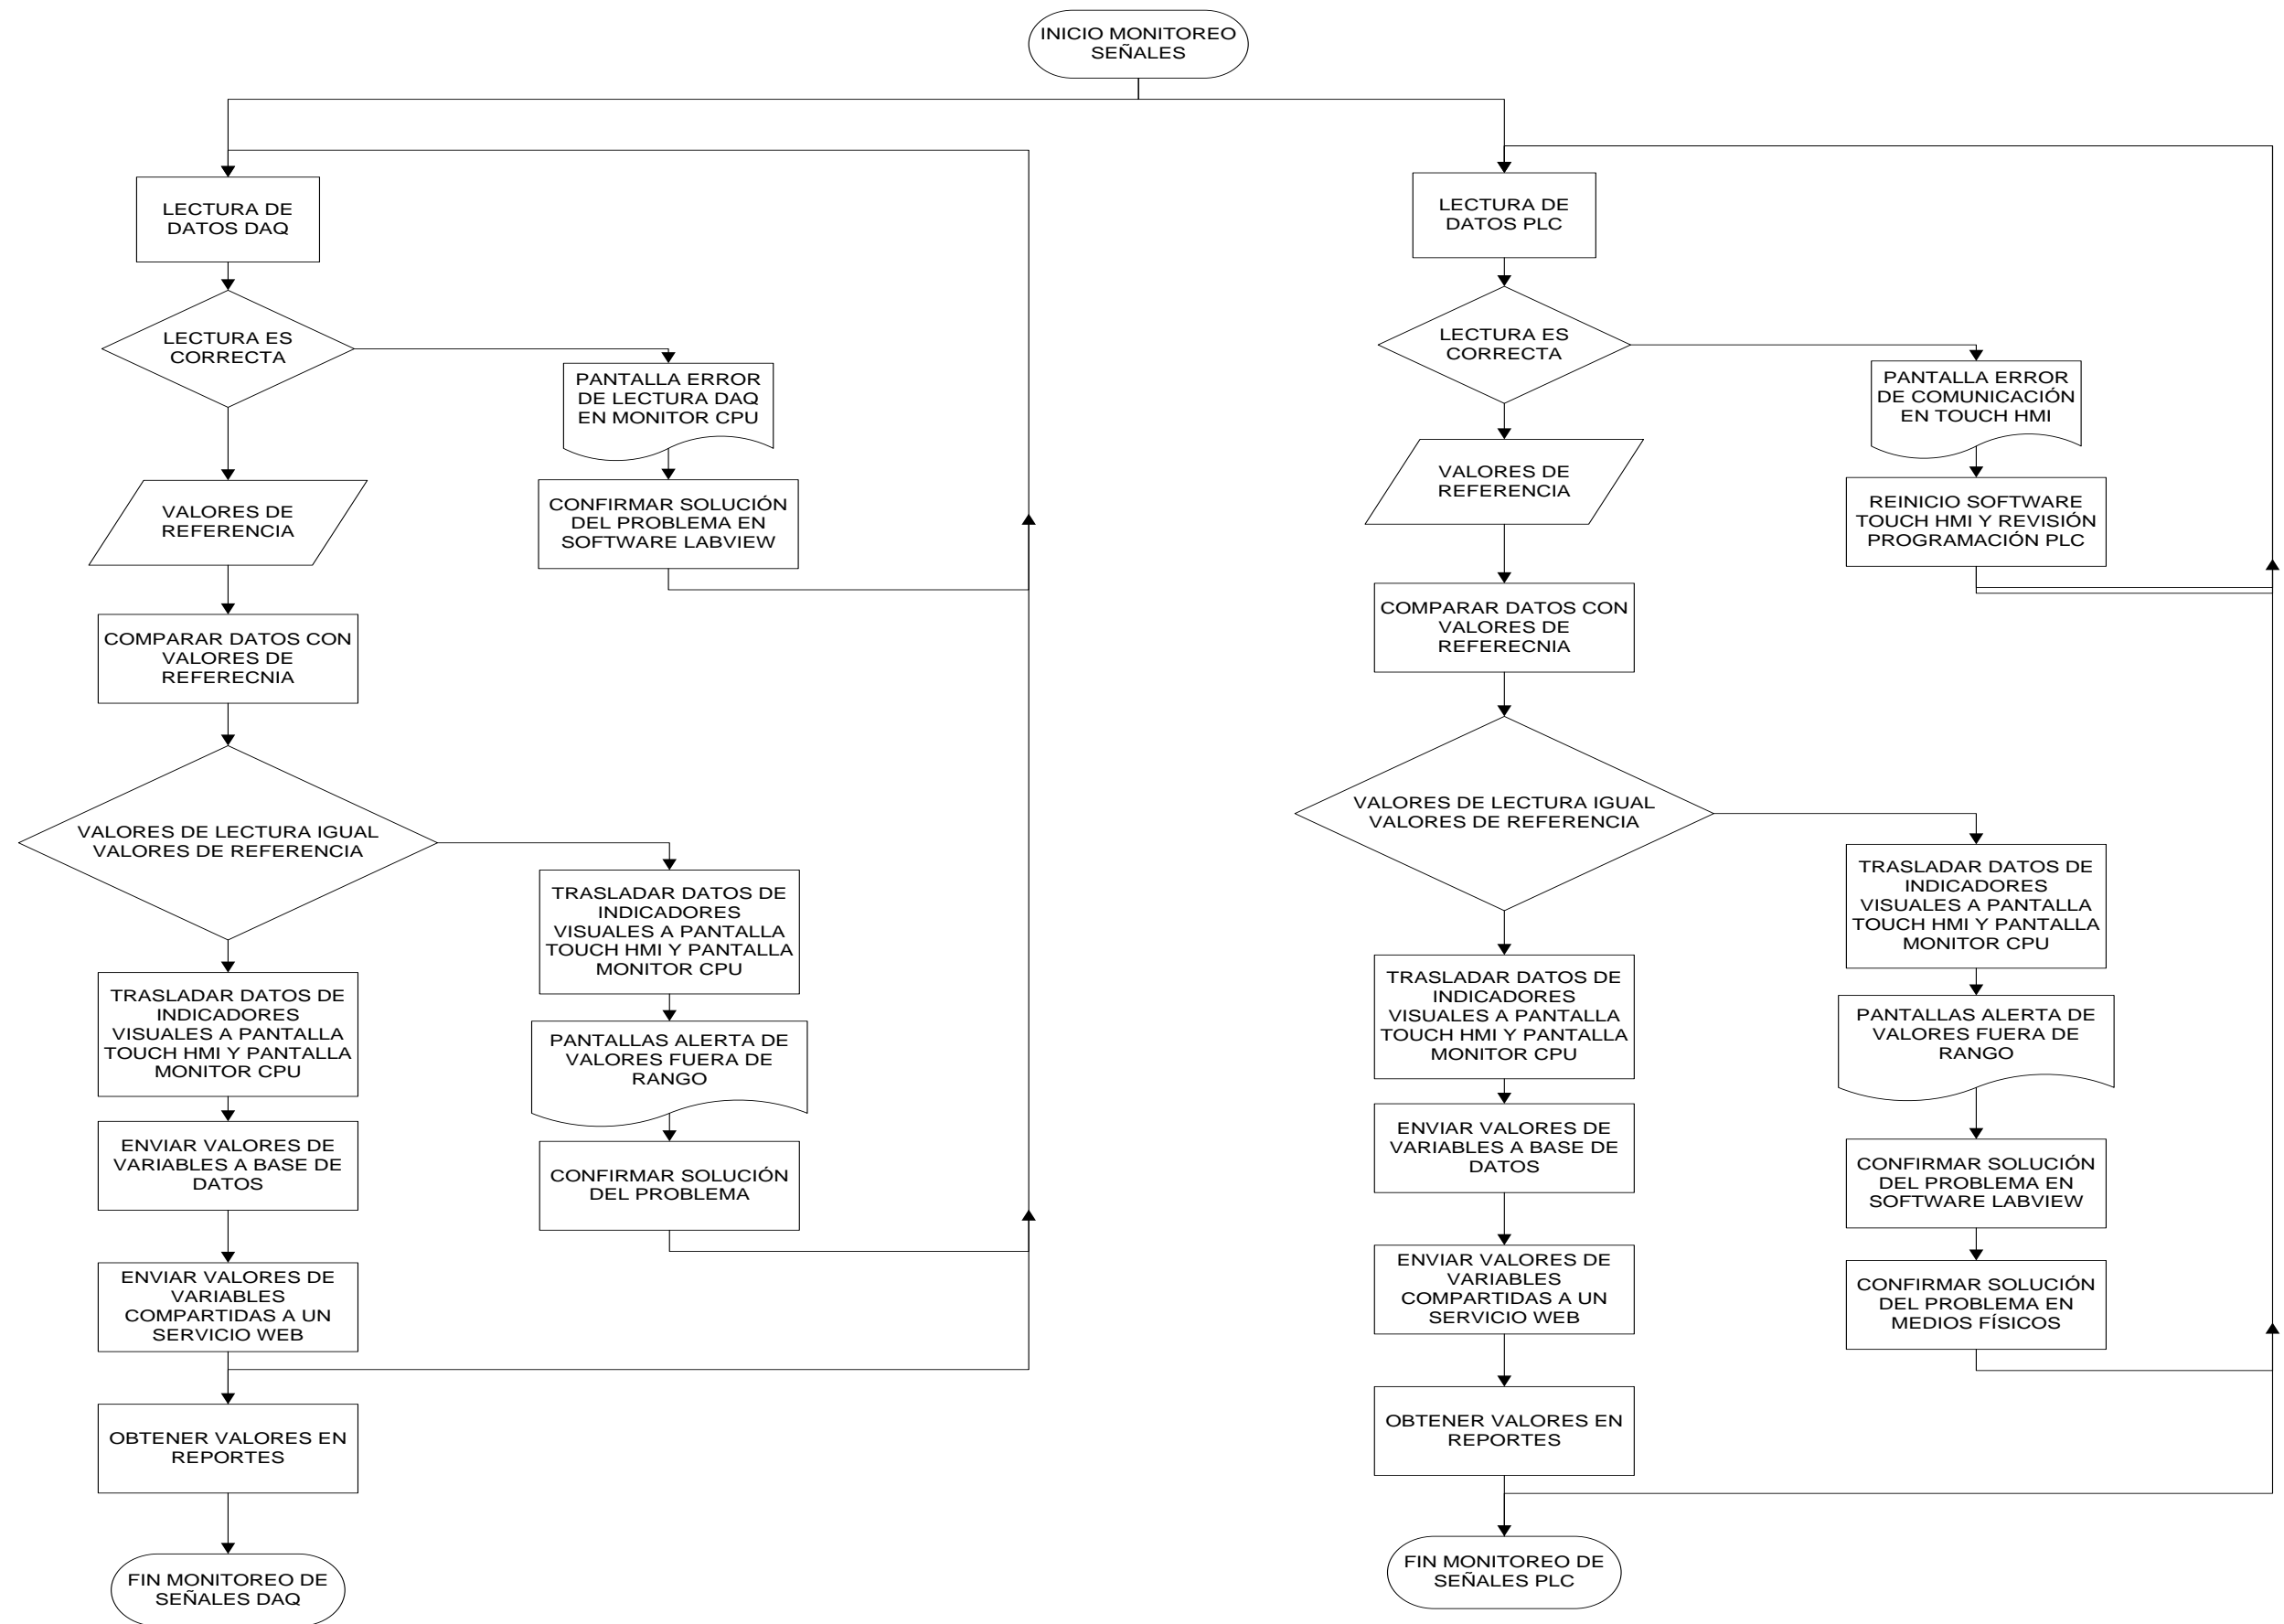 INICIO MONITOREO
SEÑALES
LECTURA DE
DATOS DAQ
LECTURA ES
CORRECTA
PANTALLA ERROR
DE LECTURA DAQ
EN MONITOR CPU
VALORES DE
REFERENCIA
CONFIRMAR SOLUCIÓN
DEL PROBLEMA EN
SOFTWARE LABVIEW
COMPARAR DATOS CON
VALORES DE
REFERECNIA
VALORES DE LECTURA IGUAL
VALORES DE REFERENCIA
TRASLADAR DATOS DE
INDICADORES
VISUALES A PANTALLA
TOUCH HMI Y PANTALLA
MONITOR CPU
TRASLADAR DATOS DE
INDICADORES
VISUALES A PANTALLA
TOUCH HMI Y PANTALLA
MONITOR CPU
PANTALLAS ALERTA DE
VALORES FUERA DE
RANGO
ENVIAR VALORES DE
VARIABLES A BASE DE
DATOS
CONFIRMAR SOLUCIÓN
DEL PROBLEMA
ENVIAR VALORES DE
VARIABLES
COMPARTIDAS A UN
SERVICIO WEB
OBTENER VALORES EN
REPORTES
FIN MONITOREO DE
SEÑALES DAQ
LECTURA DE
DATOS PLC
LECTURA ES
CORRECTA
PANTALLA ERROR
DE COMUNICACIÓN
EN TOUCH HMI
VALORES DE
REFERENCIA
REINICIO SOFTWARE
TOUCH HMI Y REVISIÓN
PROGRAMACIÓN PLC
COMPARAR DATOS CON
VALORES DE
REFERECNIA
VALORES DE LECTURA IGUAL
VALORES DE REFERENCIA
TRASLADAR DATOS DE
INDICADORES
VISUALES A PANTALLA
TOUCH HMI Y PANTALLA
MONITOR CPU
TRASLADAR DATOS DE
INDICADORES
VISUALES A PANTALLA
TOUCH HMI Y PANTALLA
MONITOR CPU
PANTALLAS ALERTA DE
VALORES FUERA DE
RANGO
ENVIAR VALORES DE
VARIABLES A BASE DE
DATOS
CONFIRMAR SOLUCIÓN
DEL PROBLEMA EN
SOFTWARE LABVIEW
ENVIAR VALORES DE
VARIABLES
COMPARTIDAS A UN
SERVICIO WEB
CONFIRMAR SOLUCIÓN
DEL PROBLEMA EN
MEDIOS FÍSICOS
OBTENER VALORES EN
REPORTES
FIN MONITOREO DE
SEÑALES PLC